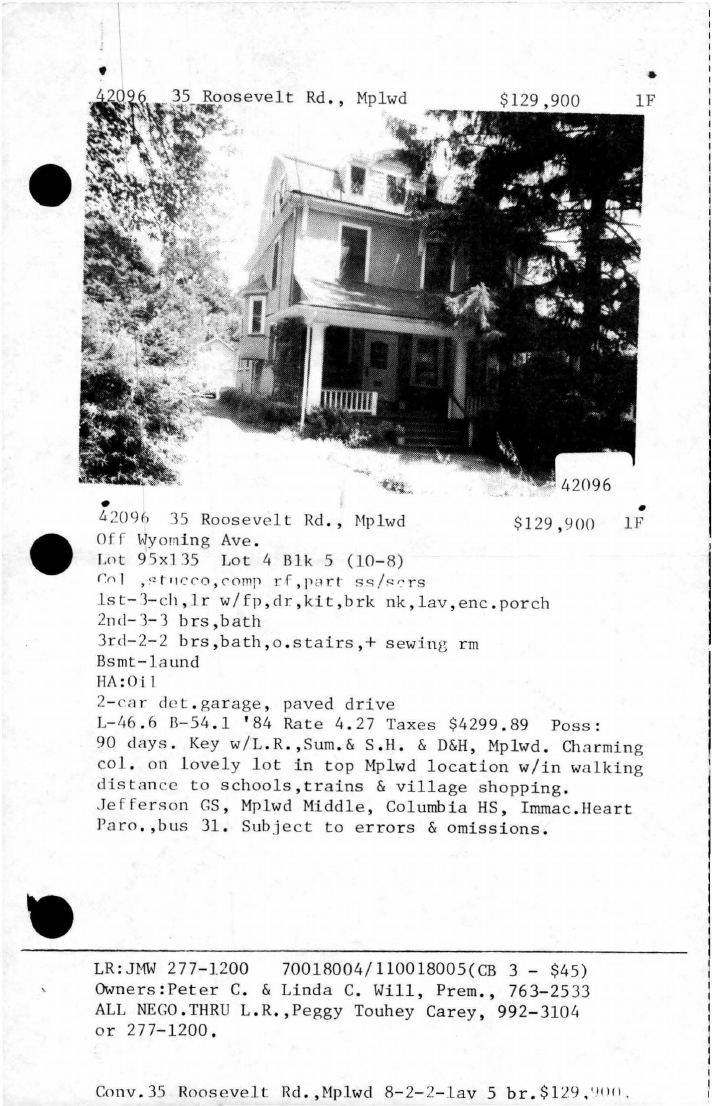 42096 35 Roosevelt Rd., Mplwd $129,900 1F
42096
42096 35 Roosevelt Rd., Mplwd $129,900 1F
Off Wyoming Ave.
Lot 95x135 Lot 4 Blk 5 (10-8)
Col ,stucco,comp rf,part ss/scrs
1st-3-ch,lr w/fp,dr,kit,brk nk,lav,enc.porch
2nd-3-3 brs,bath
3rd-2-2 brs,bath,o.stairs,+ sewing rm
Bsmt-laund
HA:Oil
2-car det.garage, paved drive
L-46.6 B-54.1 '84 Rate 4.27 Taxes $4299.89 Poss:
90 days. Key w/L.R.,Sum.& S.H. & D&H, Mplwd. Charming
col. on lovely lot in top Mplwd location w/in walking
distance to schools,trains & village shopping.
Jefferson GS, Mplwd Middle, Columbia HS, Immac.Heart
Paro.,bus 31. Subject to errors & omissions.
LR:JMW 277-1200 70018004/110018005(CB 3 - $45)
Owners:Peter C. & Linda C. Will, Prem., 763-2533
ALL NEGO.THRU L.R.,Peggy Touhey Carey, 992-3104
or 277-1200.
Conv.35 Roosevelt Rd.,Mplwd 8-2-2-lav 5 br.$129,900.